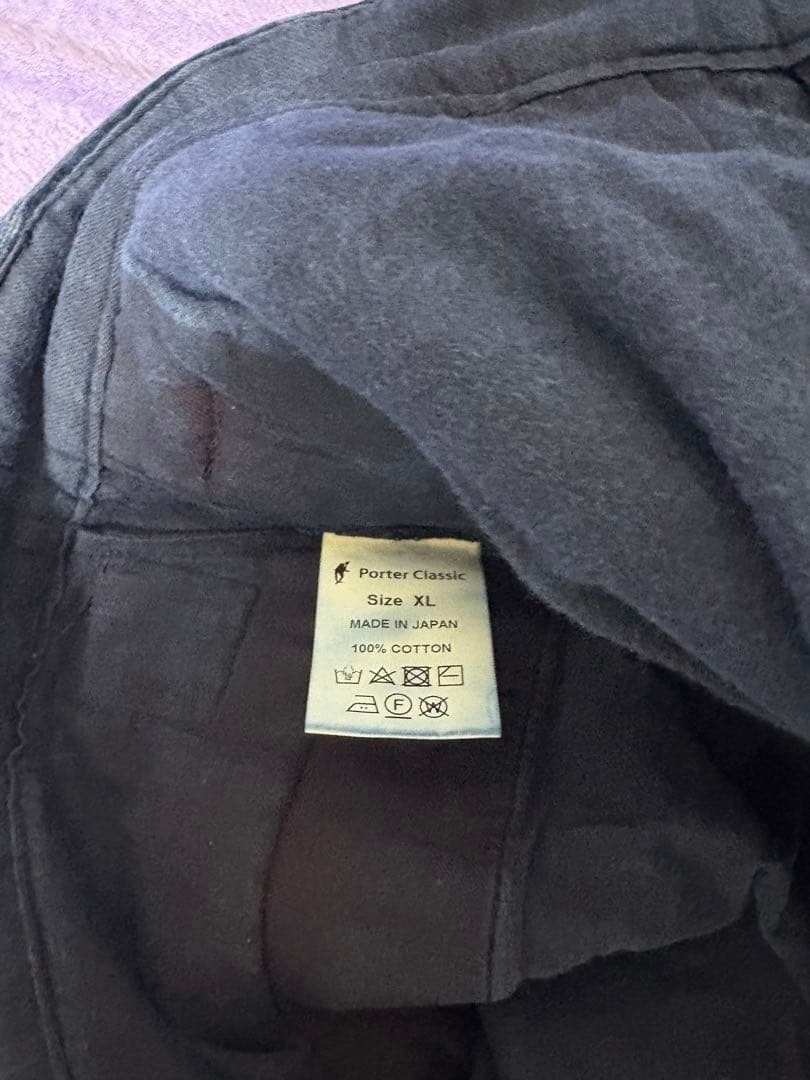 Porter Classic
Size XL
MADE IN JAPAN
100% COTTON
F
W